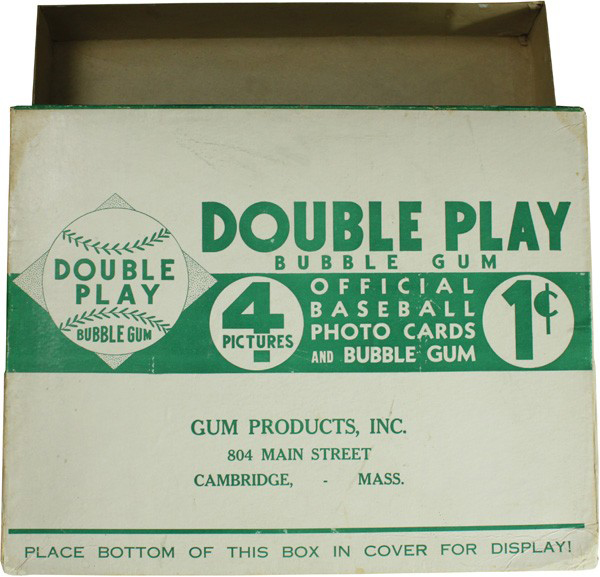 DOUBLE PLAY
BUBBLE GUM
DOUBLE
PLAY
BUBBLE GUM
4
PICTURES
OFFICIAL
BASEBALL
PHOTO CARDS
AND BUBBLE GUM
1¢
GUM PRODUCTS, INC.
804 MAIN STREET
CAMBRIDGE, - MASS.
PLACE BOTTOM OF THIS BOX IN COVER FOR DISPLAY!